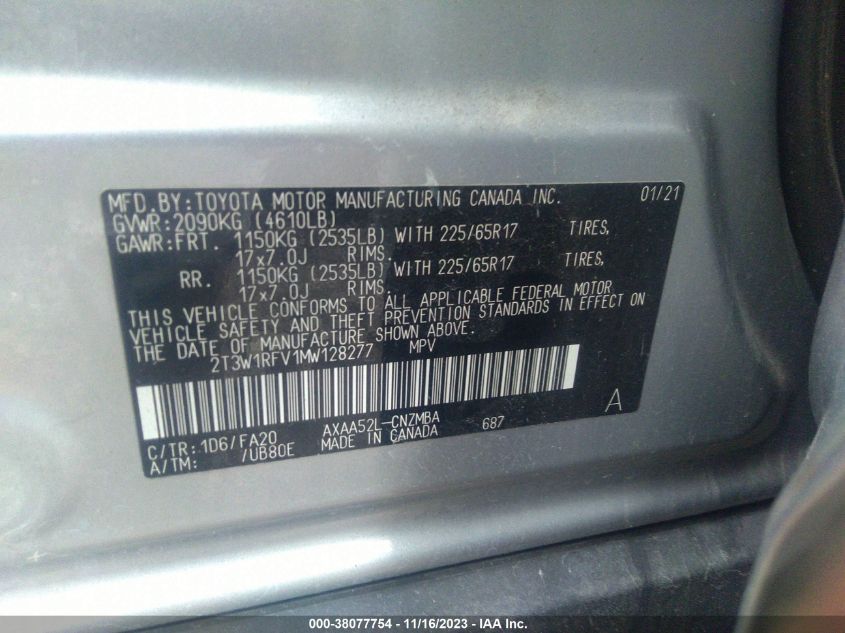 MFD. BY: TOYOTA MOTOR MANUFACTURING CANADA INC. 01/21
GVWR: 2090KG (4610LB)
GAWR: FRT. 1150KG (2535LB) WITH 225/65R17 TIRES,
17x7.0J RIMS.
RR. 1150KG (2535LB) WITH 225/65R17 TIRES,
17x7.0J RIMS.
THIS VEHICLE CONFORMS TO ALL APPLICABLE FEDERAL MOTOR
VEHICLE SAFETY AND THEFT PREVENTION STANDARDS IN EFFECT ON
THE DATE OF MANUFACTURE SHOWN ABOVE.
2T3W1RFV1MW128277 MPV
A
C/TR: 1D6/FA20 AXAA52L-CNZMBA 687
A/TM: /UB80E MADE IN CANADA
000-38077754 - 11/16/2023 - IAA Inc.